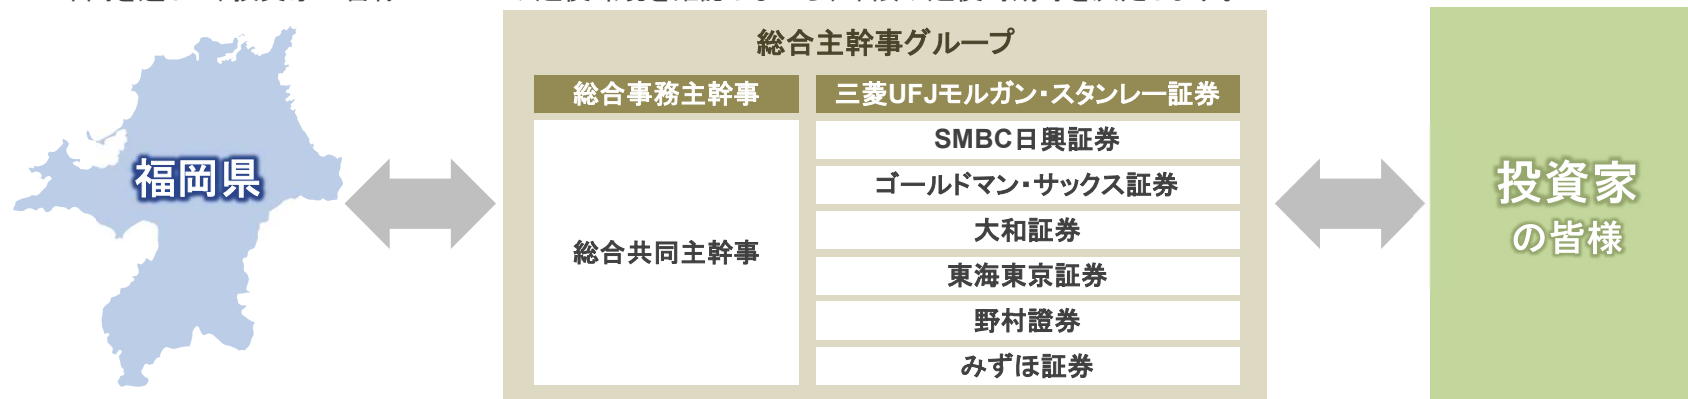 総合主幹事グループ
総合事務主幹事
三菱UFJモルガン・スタンレー証券
SMBC日興証券
ゴールドマン・サックス証券
大和証券
総合共同主幹事
東海東京証券
野村證券
みずほ証券
福岡県
投資家
の皆様